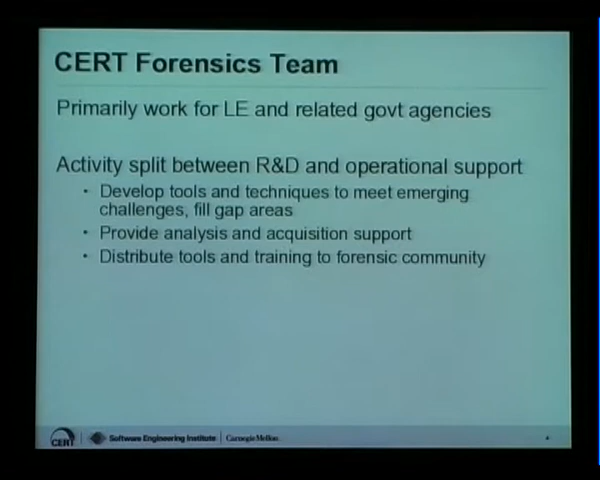 CERT Forensics Team
Primarily work for LE and related govt agencies
Activity split between R&D and operational support
• Develop tools and techniques to meet emerging
challenges, fill gap areas
• Provide analysis and acquisition support
• Distribute tools and training to forensic community
CERT | Software Engineering Institute | Carnegie Mellon